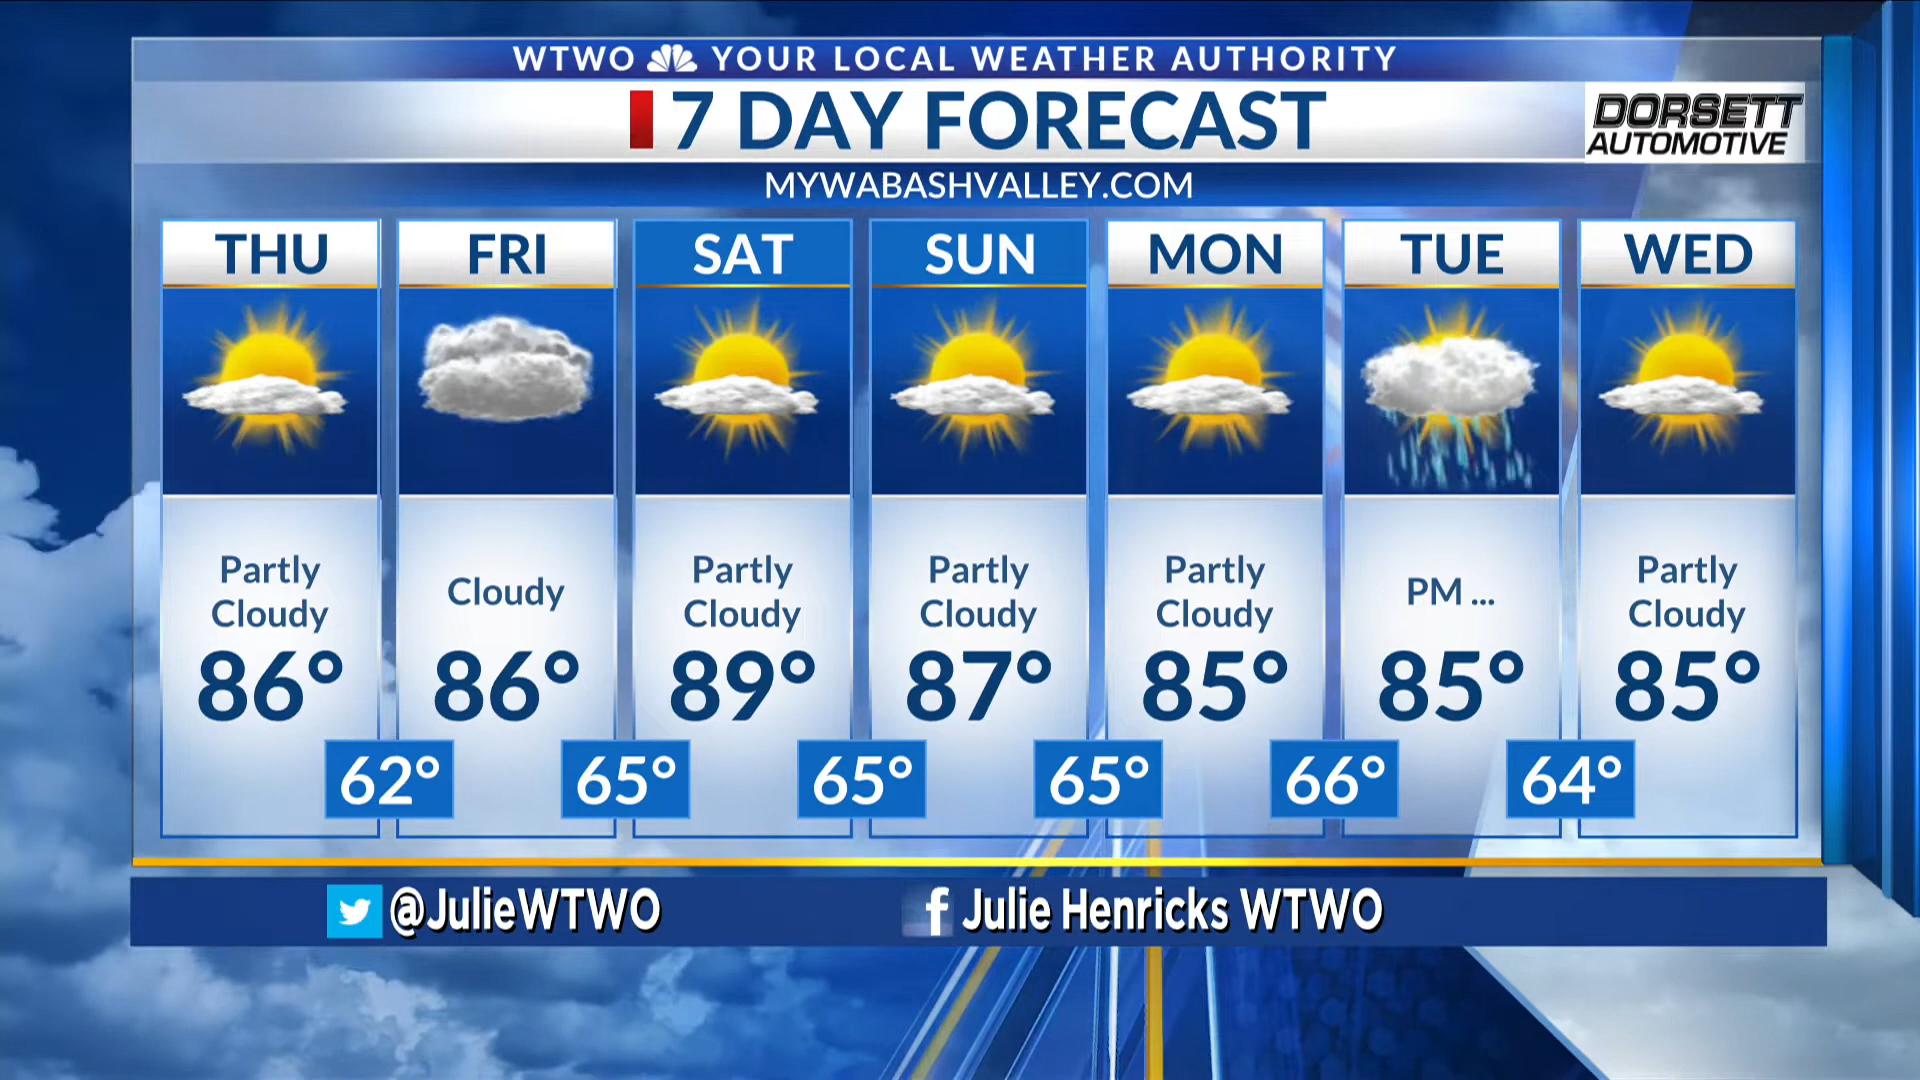 WTWO YOUR LOCAL WEATHER AUTHORITY
7 DAY FORECAST
DORSETT
AUTOMOTIVE
MYWABASHVALLEY.COM
THU FRI SAT SUN MON TUE WED
Partly Cloudy
Cloudy
Partly Cloudy
Partly Cloudy
Partly Cloudy
PM ...
Partly Cloudy
86° 86° 89° 87° 85° 85° 85°
62° 65° 65° 65° 66° 64°
@JulieWTWO
f Julie Henricks WTWO